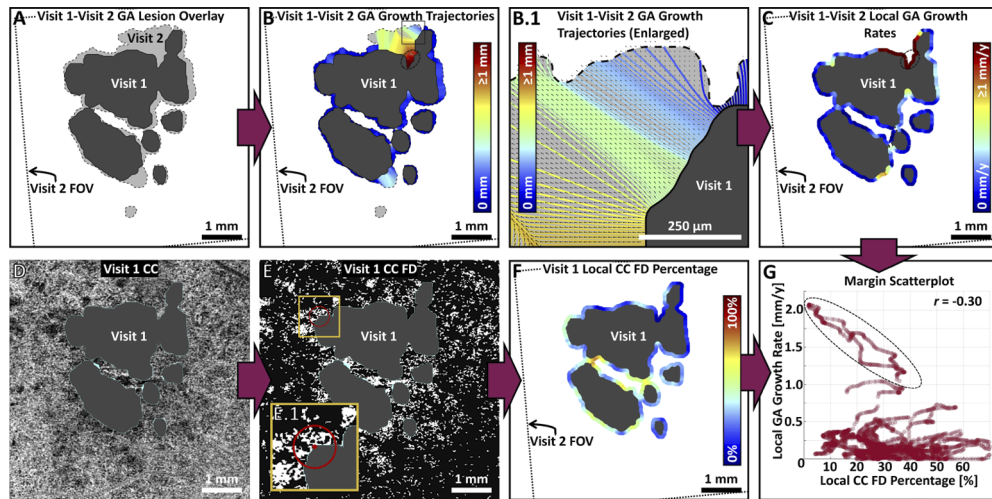 A
Visit 1-Visit 2 GA Lesion Overlay
Visit 2
Visit 1
Visit 2 FOV
1 mm
B
Visit 1-Visit 2 GA Growth Trajectories
Visit 1
≥1 mm
0 mm
Visit 2 FOV
1 mm
B.1
Visit 1-Visit 2 GA Growth
Trajectories (Enlarged)
≥1 mm
0 mm
Visit 1
250 µm
C
Visit 1-Visit 2 Local GA Growth
Rates
Visit 1
≥1 mm/y
0 mm/y
Visit 2 FOV
1 mm
D
Visit 1 CC
Visit 1
1 mm
E
Visit 1 CC FD
Visit 1
E.1
1 mm
F
Visit 1 Local CC FD Percentage
Visit 1
100%
0%
Visit 2 FOV
1 mm
G
Margin Scatterplot
r = -0.30
Local GA Growth Rate [mm/y]
2.0
1.5
1.0
0.5
0.0
0 10 20 30 40 50 60
Local CC FD Percentage [%]